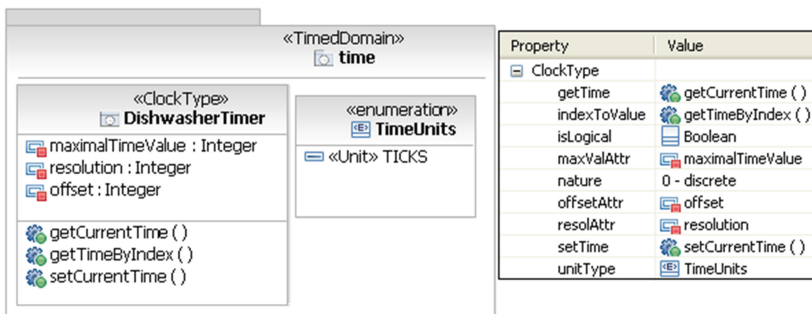 «TimedDomain»
time
«ClockType»
DishwasherTimer
maximalTimeValue : Integer
resolution : Integer
offset : Integer
getCurrentTime ( )
getTimeByIndex ( )
setCurrentTime ( )
«enumeration»
TimeUnits
«Unit» TICKS
Property Value
ClockType
getTime getCurrentTime ( )
indexToValue getTimeByIndex ( )
isLogical Boolean
maxValAttr maximalTimeValue
nature 0 - discrete
offsetAttr offset
resolAttr resolution
setTime setCurrentTime ( )
unitType TimeUnits